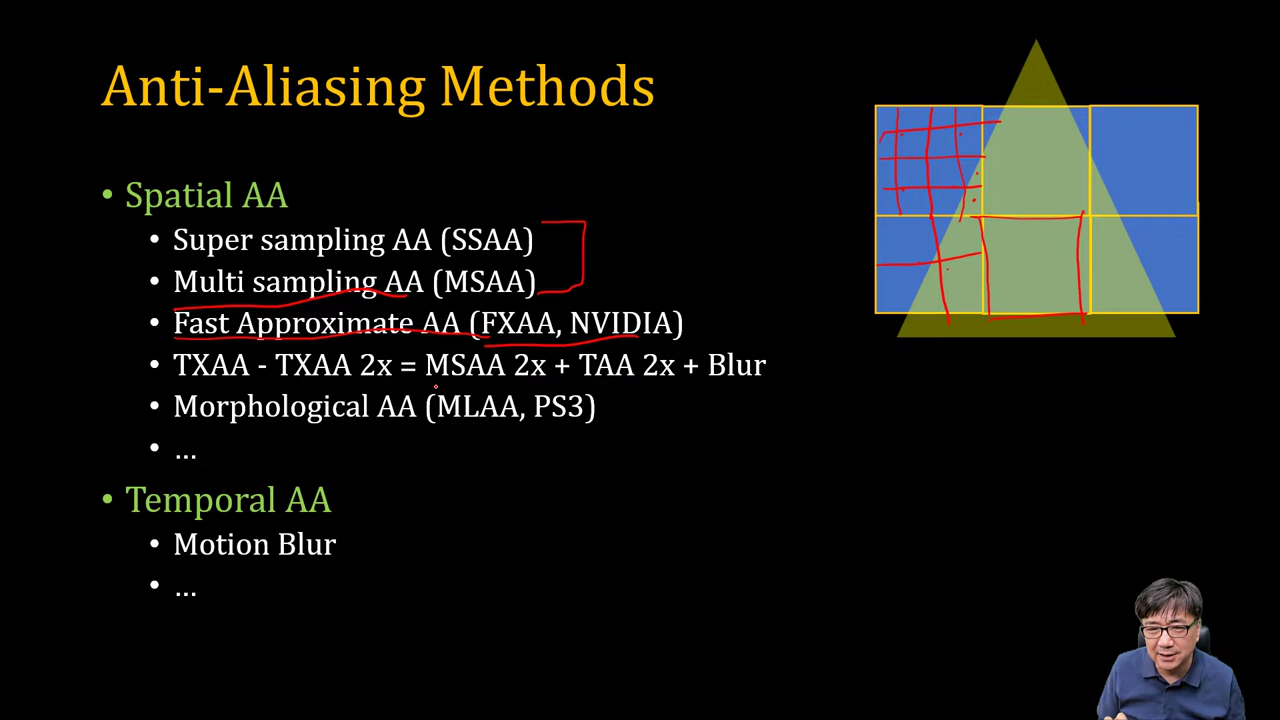 Anti-Aliasing Methods
• Spatial AA
• Super sampling AA (SSAA)
• Multi sampling AA (MSAA)
• Fast Approximate AA (FXAA, NVIDIA)
• TXAA - TXAA 2x = MSAA 2x + TAA 2x + Blur
• Morphological AA (MLAA, PS3)
• ...
• Temporal AA
• Motion Blur
• ...